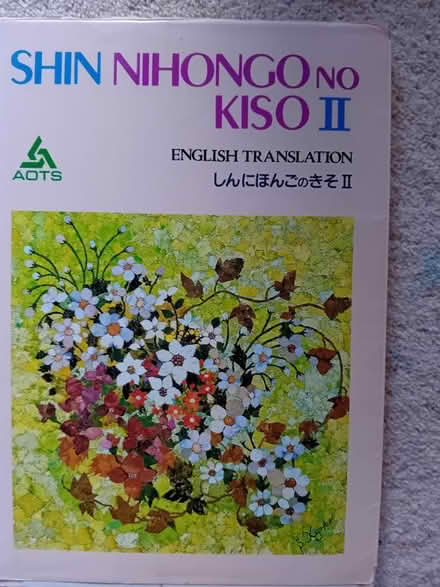 SHIN NIHONGO NO
KISO II
ENGLISH TRANSLATION
AOTS
しんにほんごのきそ II